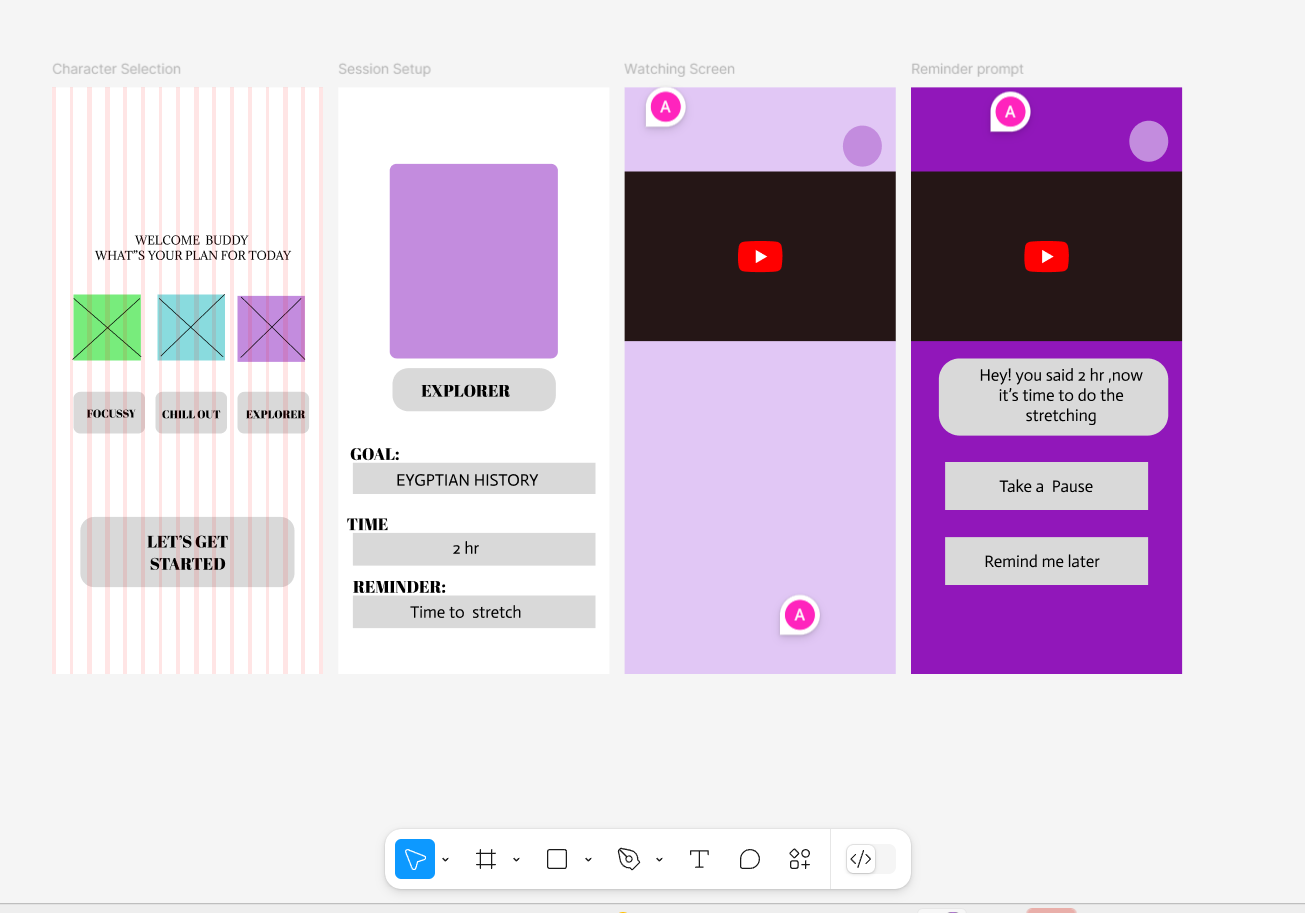 Character Selection
Session Setup
Watching Screen
Reminder prompt
WELCOME BUDDY
WHAT"S YOUR PLAN FOR TODAY
FOCUSSY
CHILL OUT
EXPLORER
LET'S GET
STARTED
EXPLORER
GOAL:
EYGPTIAN HISTORY
TIME
2 hr
REMINDER:
Time to stretch
A
A
A
Hey! you said 2 hr ,now
it's time to do the
stretching
Take a Pause
Remind me later